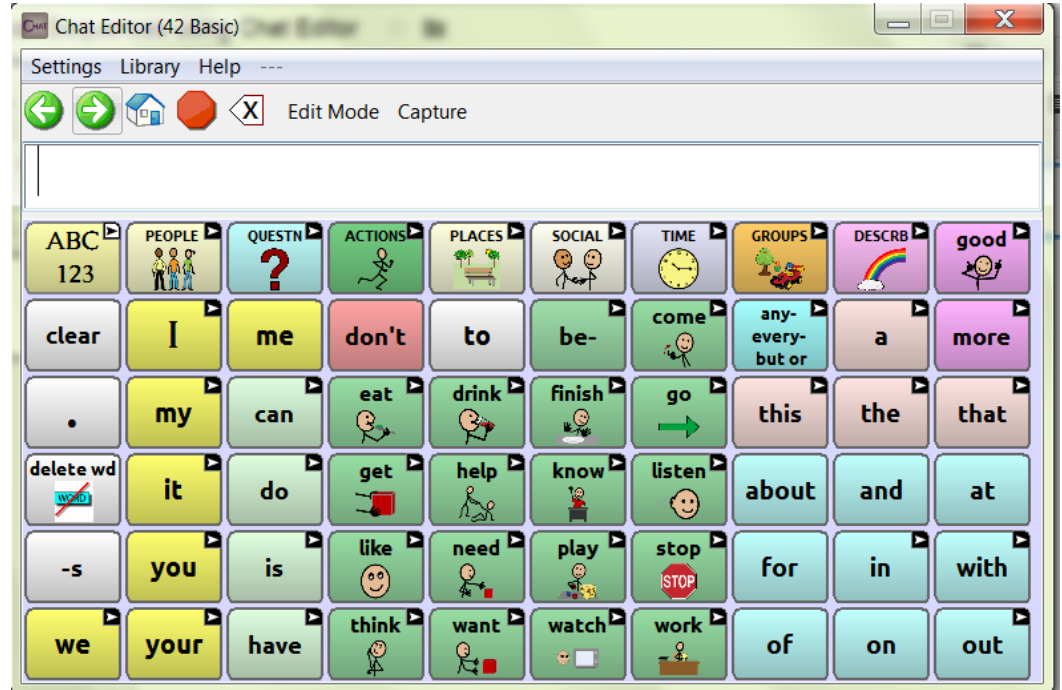 CHAT Chat Editor (42 Basic)
Settings Library Help ---
X Edit Mode Capture
ABC 123 PEOPLE QUESTN ? ACTIONS PLACES SOCIAL TIME GROUPS DESCRB good
clear I me don't to be- come any- every- but or a more
. my can eat drink finish go this the that
delete wd WORD it do get help know listen about and at
-s you is like need play stop STOP for in with
we your have think want watch work of on out